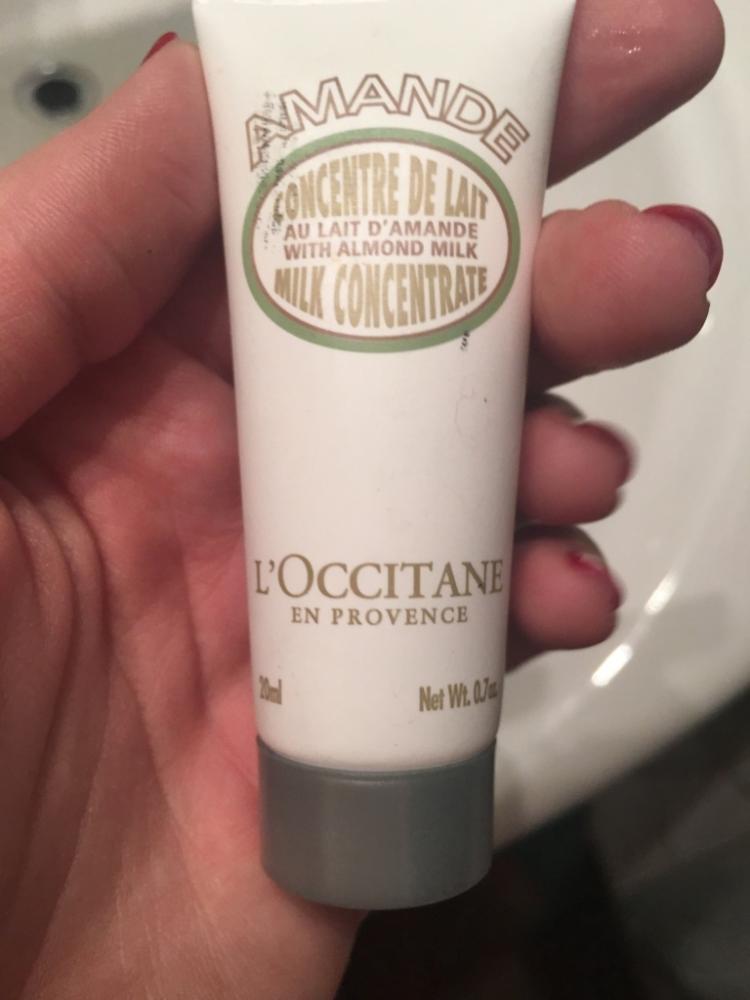 AMANDE
CONCENTRE DE LAIT
AU LAIT D'AMANDE
WITH ALMOND MILK
MILK CONCENTRATE
L'OCCITANE
EN PROVENCE
20ml Net Wt. 0.7oz.